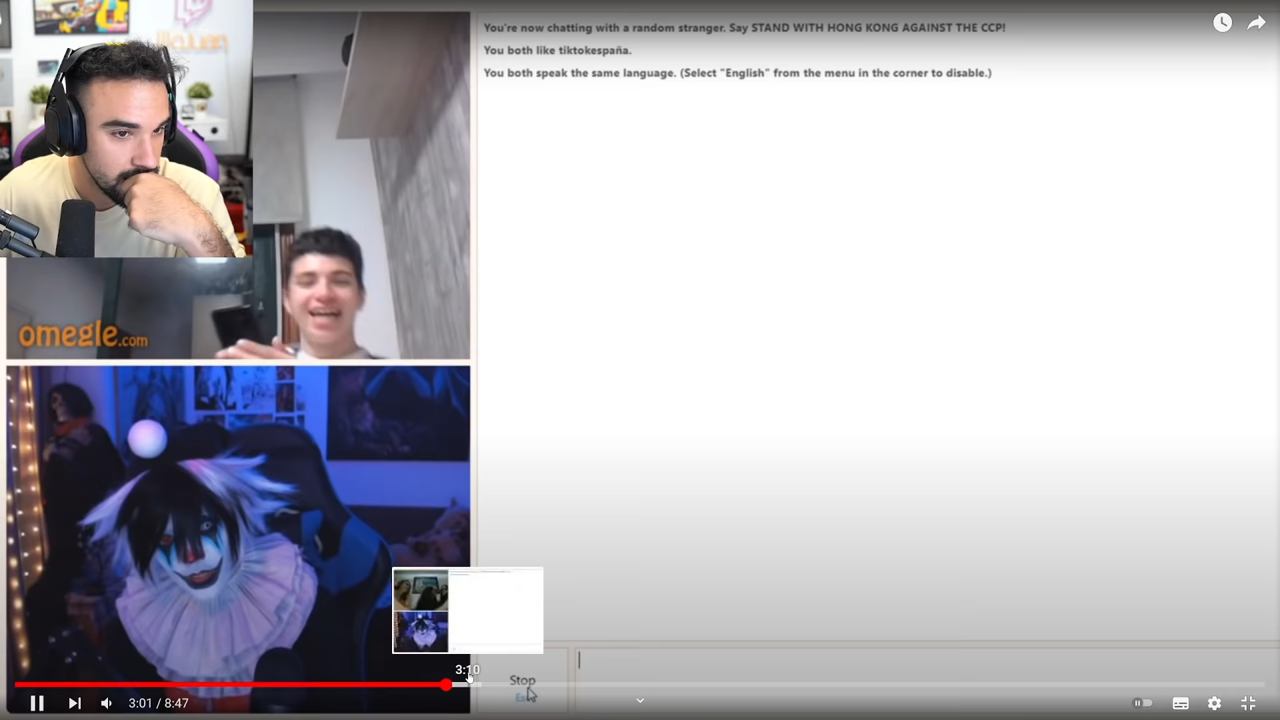 You're now chatting with a random stranger. Say STAND WITH HONG KONG AGAINST THE CCP!
You both like tiktokespaña.
You both speak the same language. (Select "English" from the menu in the corner to disable.)
omegle.com
3:10
Stop
Esc
3:01 / 8:47